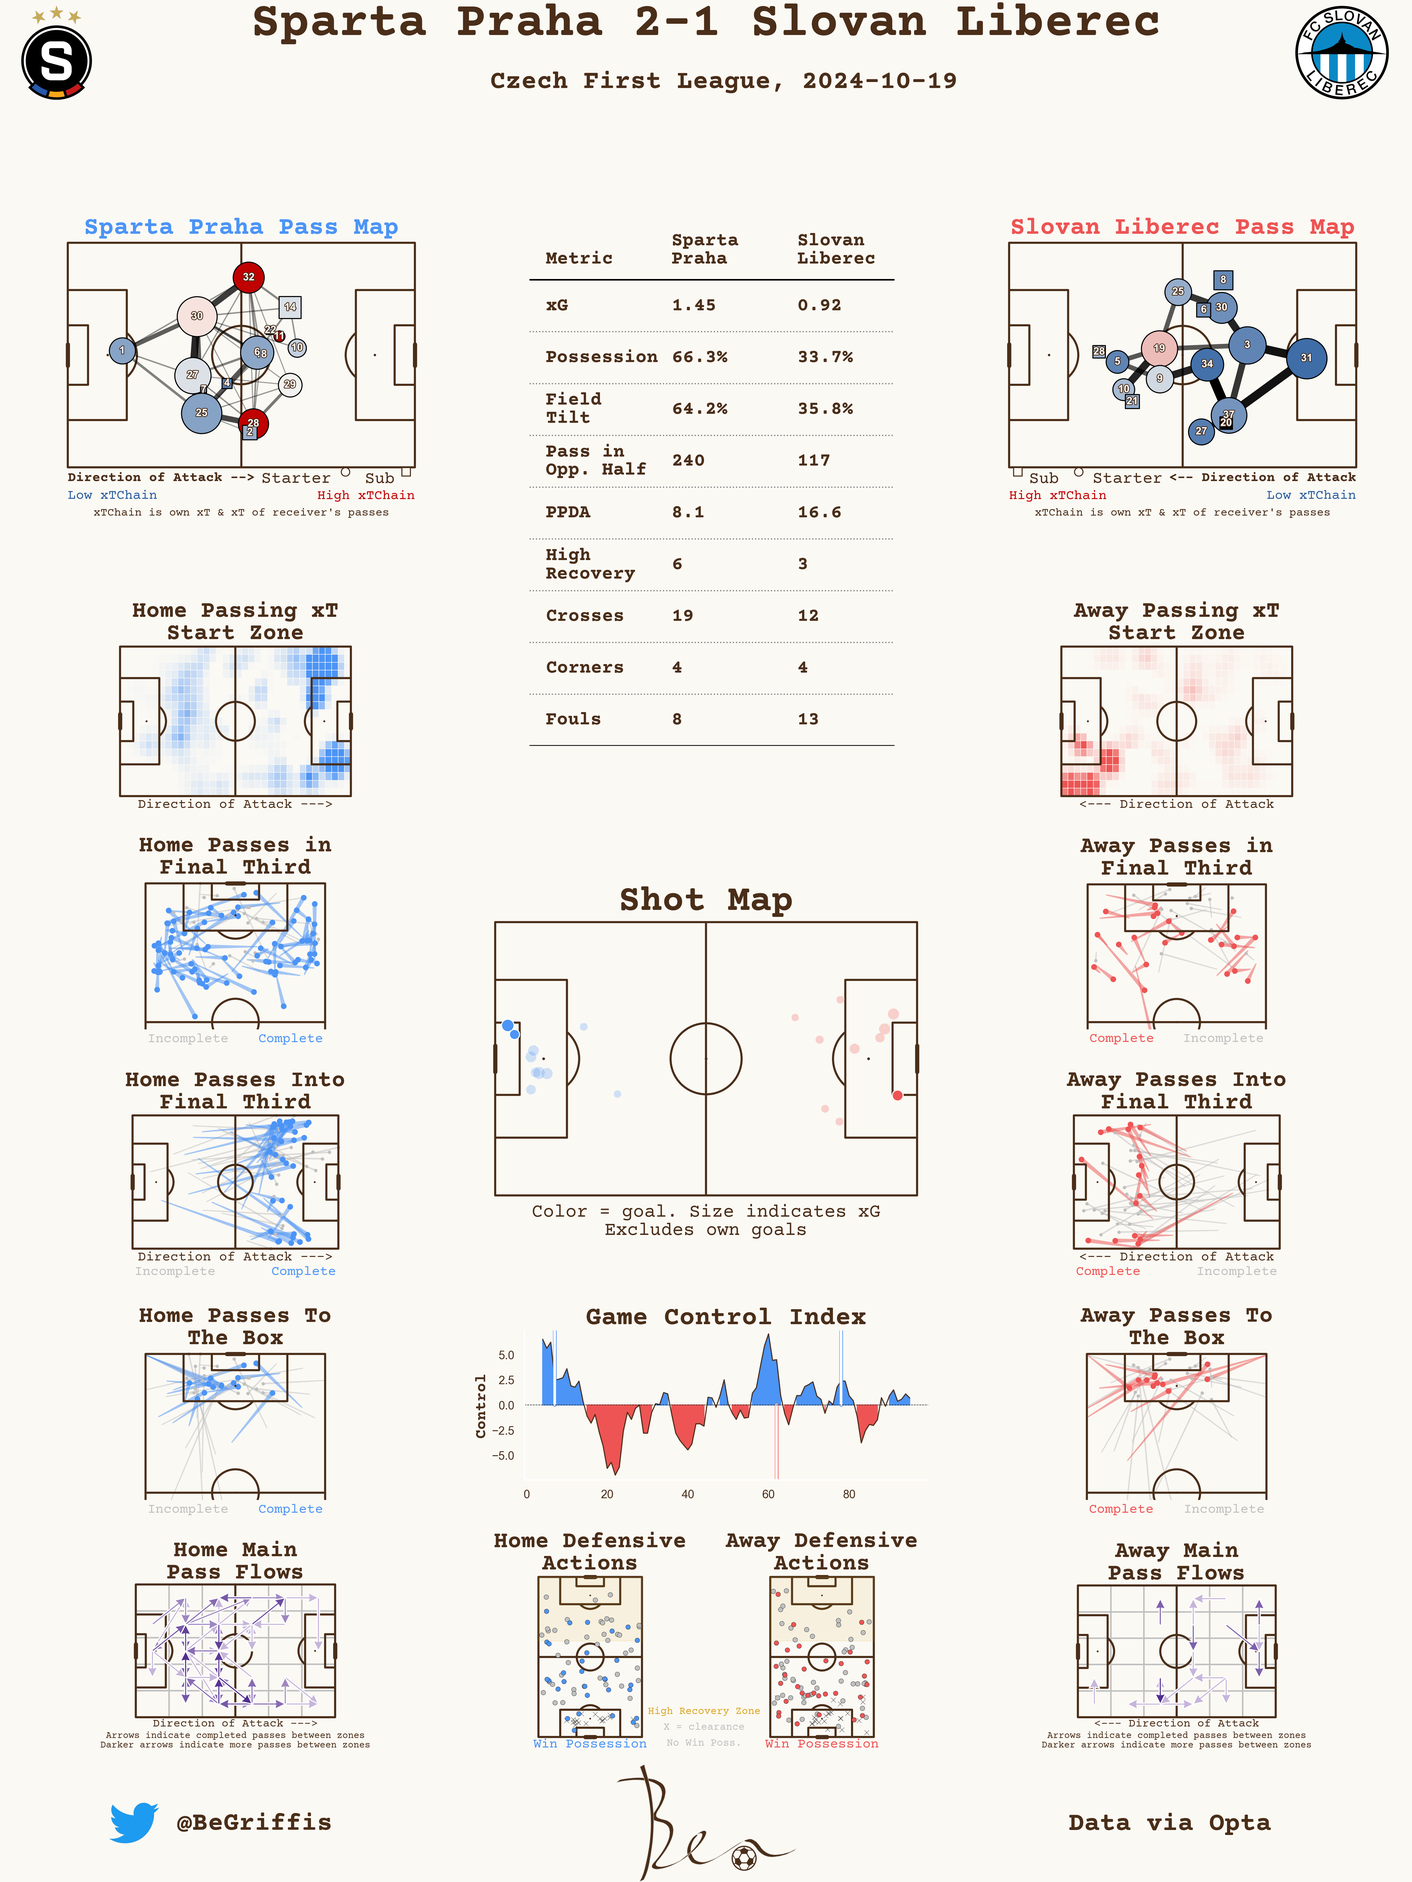 Sparta Praha 2-1 Slovan Liberec
Czech First League, 2024-10-19
S
FC SLOVAN
LIBEREC
Sparta Praha Pass Map
32
14
30
22
11
1
6
8
10
27
7
4
29
25
28
2
Direction of Attack --> Starter Sub
Low xTChain High xTChain
xTChain is own xT & xT of receiver's passes
Metric Sparta Praha Slovan Liberec
xG 1.45 0.92
Possession 66.3% 33.7%
Field Tilt 64.2% 35.8%
Pass in Opp. Half 240 117
PPDA 8.1 16.6
High Recovery 6 3
Crosses 19 12
Corners 4 4
Fouls 8 13
Slovan Liberec Pass Map
8
25
6
30
28
19
3
31
5
34
10
9
21
37
20
27
Sub Starter <-- Direction of Attack
High xTChain Low xTChain
xTChain is own xT & xT of receiver's passes
Home Passing xT
Start Zone
Direction of Attack --->
Away Passing xT
Start Zone
<--- Direction of Attack
Home Passes in
Final Third
Incomplete Complete
Away Passes in
Final Third
Complete Incomplete
Shot Map
Color = goal. Size indicates xG
Excludes own goals
Home Passes Into
Final Third
Direction of Attack --->
Incomplete Complete
Away Passes Into
Final Third
<--- Direction of Attack
Complete Incomplete
Home Passes To
The Box
Incomplete Complete
Game Control Index
Control
5.0
2.5
0.0
−2.5
−5.0
0 20 40 60 80
Away Passes To
The Box
Complete Incomplete
Home Main
Pass Flows
Direction of Attack --->
Arrows indicate completed passes between zones
Darker arrows indicate more passes between zones
Home Defensive
Actions
Win Possession
High Recovery Zone
X = clearance
No Win Poss.
Away Defensive
Actions
Win Possession
Away Main
Pass Flows
<--- Direction of Attack
Arrows indicate completed passes between zones
Darker arrows indicate more passes between zones
@BeGriffis
Ben
Data via Opta